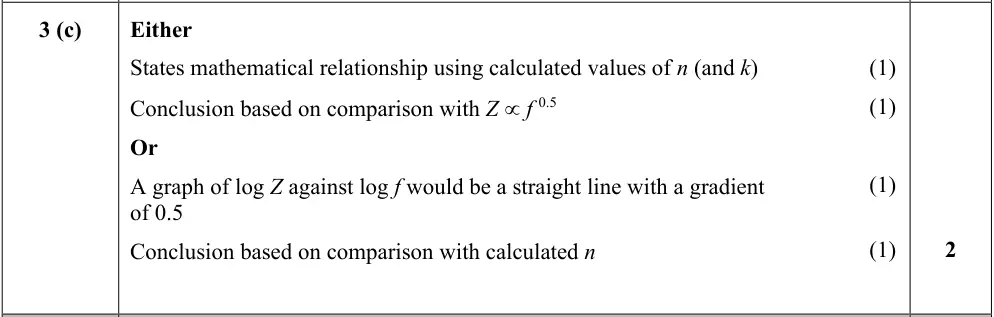 3 (c) Either
States mathematical relationship using calculated values of n (and k) (1)
Conclusion based on comparison with Z ∝ f 0.5 (1)
Or
A graph of log Z against log f would be a straight line with a gradient (1)
of 0.5
Conclusion based on comparison with calculated n (1) 2